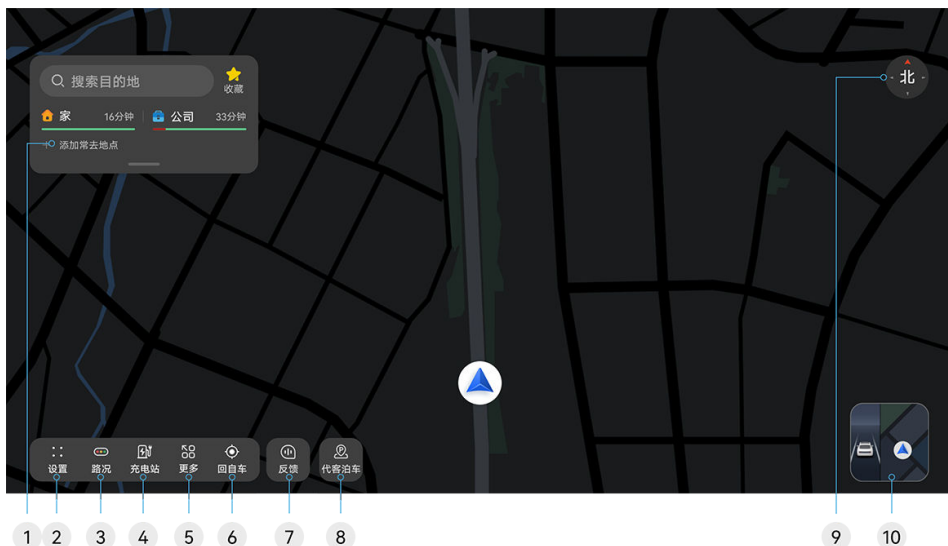 搜索目的地
收藏
家 16分钟 公司 33分钟
添加常去地点
北
设置 路况 充电站 更多 回自车 反馈 代客泊车
1 2 3 4 5 6 7 8 9 10